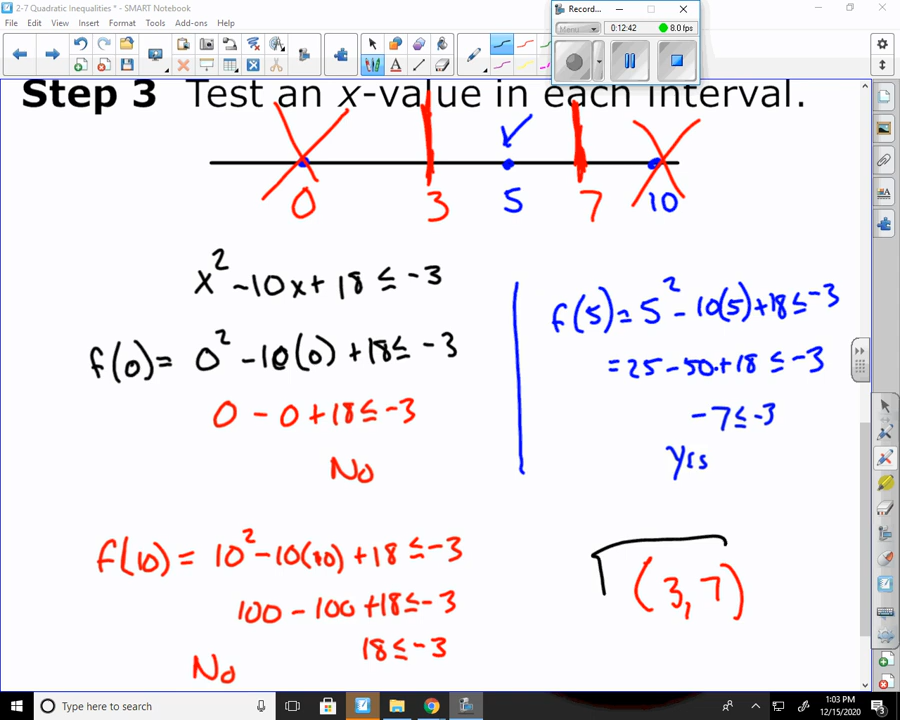 2-7 Quadratic Inequalities * - SMART Notebook
File Edit View Insert Format Tools Add-ons Help
Record...
Menu
0:12:42
8.0 fps
Step 3 Test an x-value in each interval.
0 3 5 7 10
x² -10x + 18 ≤ -3
f(0) = 0² -10(0) +18 ≤ -3
0 - 0 + 18 ≤ -3
No
f(5) = 5² - 10(5) + 18 ≤ -3
= 25 - 50 + 18 ≤ -3
-7 ≤ -3
yes
f(10) = 10² -10(10) +18 ≤ -3
100 - 100 +18 ≤ -3
18 ≤ -3
No
(3, 7)
Type here to search
1:03 PM
12/15/2020
3